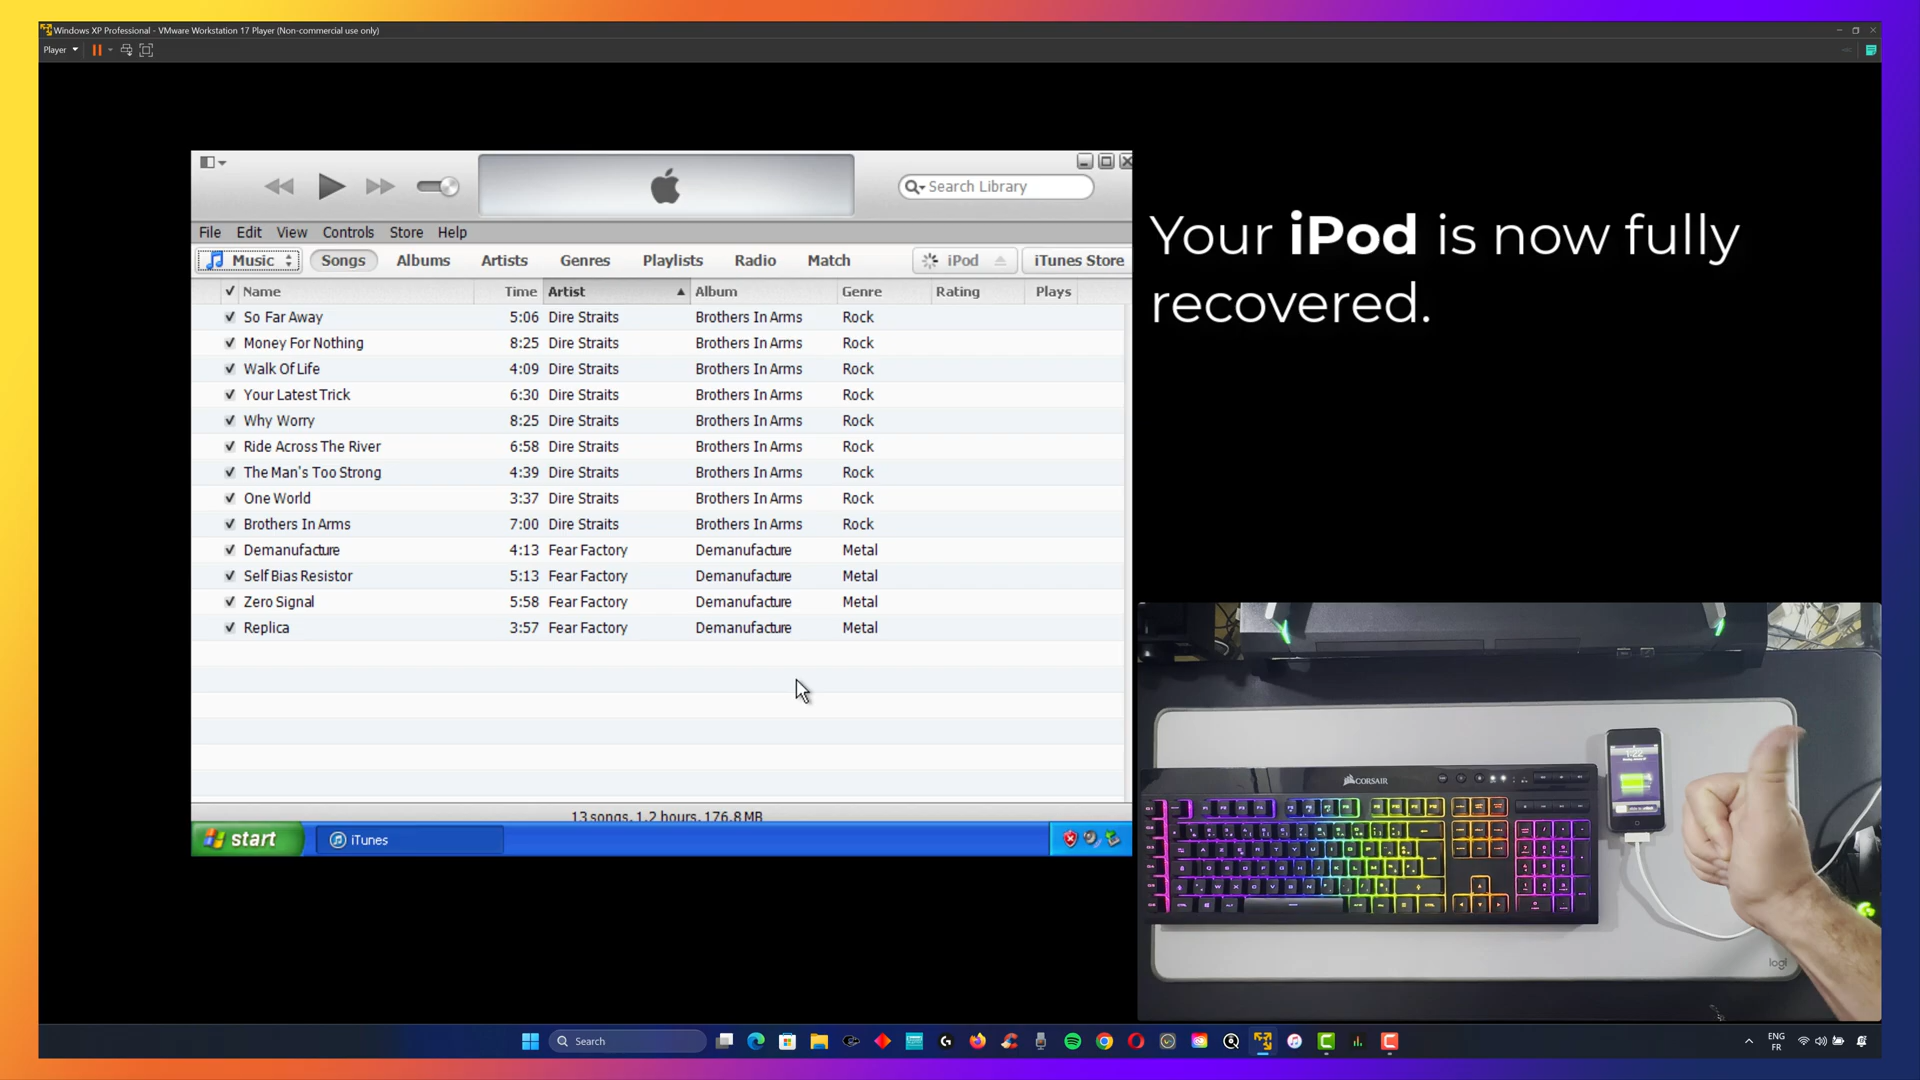 Windows XP Professional - VMware Workstation 17 Player (Non-commercial use only)
Player
Search Library
File Edit View Controls Store Help
Music Songs Albums Artists Genres Playlists Radio Match iPod iTunes Store
Name Time Artist Album Genre Rating Plays
So Far Away 5:06 Dire Straits Brothers In Arms Rock
Money For Nothing 8:25 Dire Straits Brothers In Arms Rock
Walk Of Life 4:09 Dire Straits Brothers In Arms Rock
Your Latest Trick 6:30 Dire Straits Brothers In Arms Rock
Why Worry 8:25 Dire Straits Brothers In Arms Rock
Ride Across The River 6:58 Dire Straits Brothers In Arms Rock
The Man's Too Strong 4:39 Dire Straits Brothers In Arms Rock
One World 3:37 Dire Straits Brothers In Arms Rock
Brothers In Arms 7:00 Dire Straits Brothers In Arms Rock
Demanufacture 4:13 Fear Factory Demanufacture Metal
Self Bias Resistor 5:13 Fear Factory Demanufacture Metal
Zero Signal 5:58 Fear Factory Demanufacture Metal
Replica 3:57 Fear Factory Demanufacture Metal
13 songs, 1.2 hours, 176.8 MB
start iTunes
Your iPod is now fully
recovered.
1:22
CORSAIR
logi
Search
ENG
FR